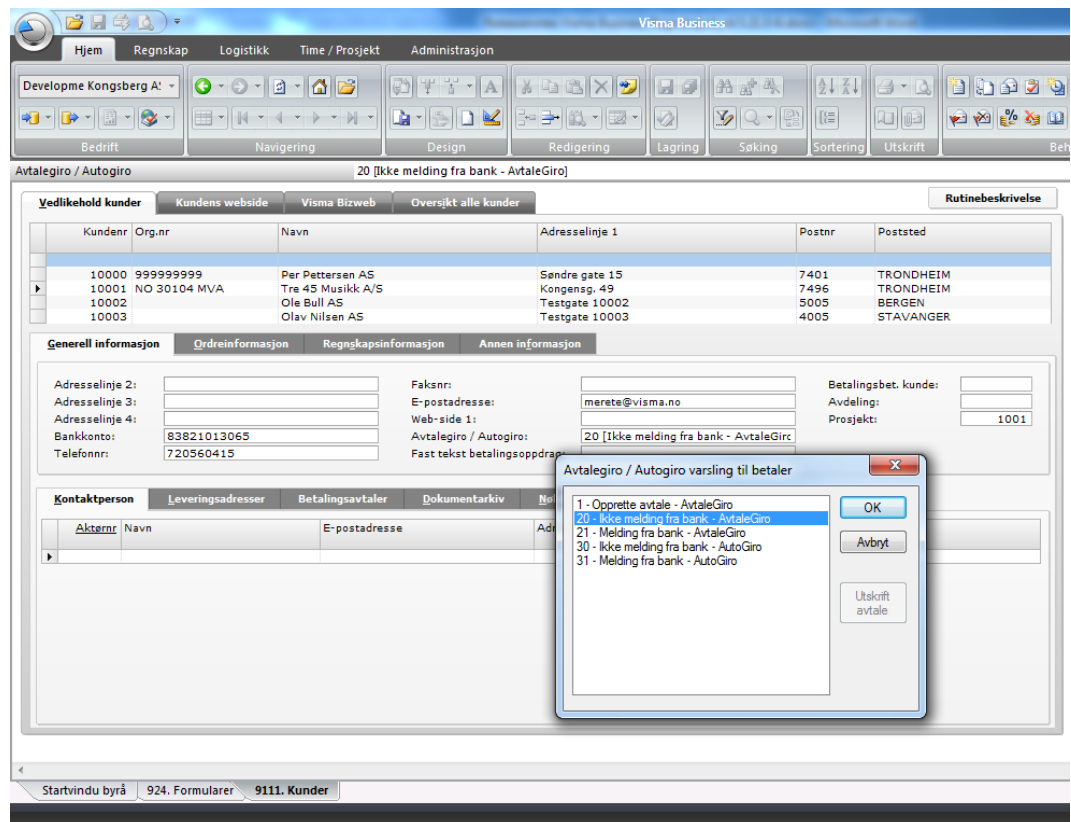 Visma Business
Hjem Regnskap Logistikk Time / Prosjekt Administrasjon
Developme Kongsberg A
Bedrift Navigering Design Redigering Lagring Søking Sortering Utskrift Beh
Avtalegiro / Autogiro 20 [Ikke melding fra bank - AvtaleGiro]
Vedlikehold kunder Kundens webside Visma Bizweb Oversikt alle kunder Rutinebeskrivelse
Kundenr Org.nr Navn Adresselinje 1 Postnr Poststed
10000 999999999 Per Pettersen AS Søndre gate 15 7401 TRONDHEIM
10001 NO 30104 MVA Tre 45 Musikk A/S Kongensg. 49 7496 TRONDHEIM
10002 Ole Bull AS Testgate 10002 5005 BERGEN
10003 Olav Nilsen AS Testgate 10003 4005 STAVANGER
Generell informasjon Ordreinformasjon Regnskapsinformasjon Annen informasjon
Adresselinje 2: Faksnr: Betalingsbet. kunde:
Adresselinje 3: E-postadresse: merete@visma.no Avdeling:
Adresselinje 4: Web-side 1: Prosjekt: 1001
Bankkonto: 83821013065 Avtalegiro / Autogiro: 20 [Ikke melding fra bank - AvtaleGirc
Telefonnr: 720560415 Fast tekst betalingsoppdrag:
Avtalegiro / Autogiro varsling til betaler
Kontaktperson Leveringsadresser Betalingsavtaler Dokumentarkiv
Aktørnr Navn E-postadresse Adr
1 - Opprette avtale - AvtaleGiro
20 - Ikke melding fra bank - AvtaleGiro
21 - Melding fra bank - AvtaleGiro
30 - Ikke melding fra bank - AutoGiro
31 - Melding fra bank - AutoGiro
OK
Avbryt
Utskrift
avtale
Startvindu byrå 924. Formularer 9111. Kunder